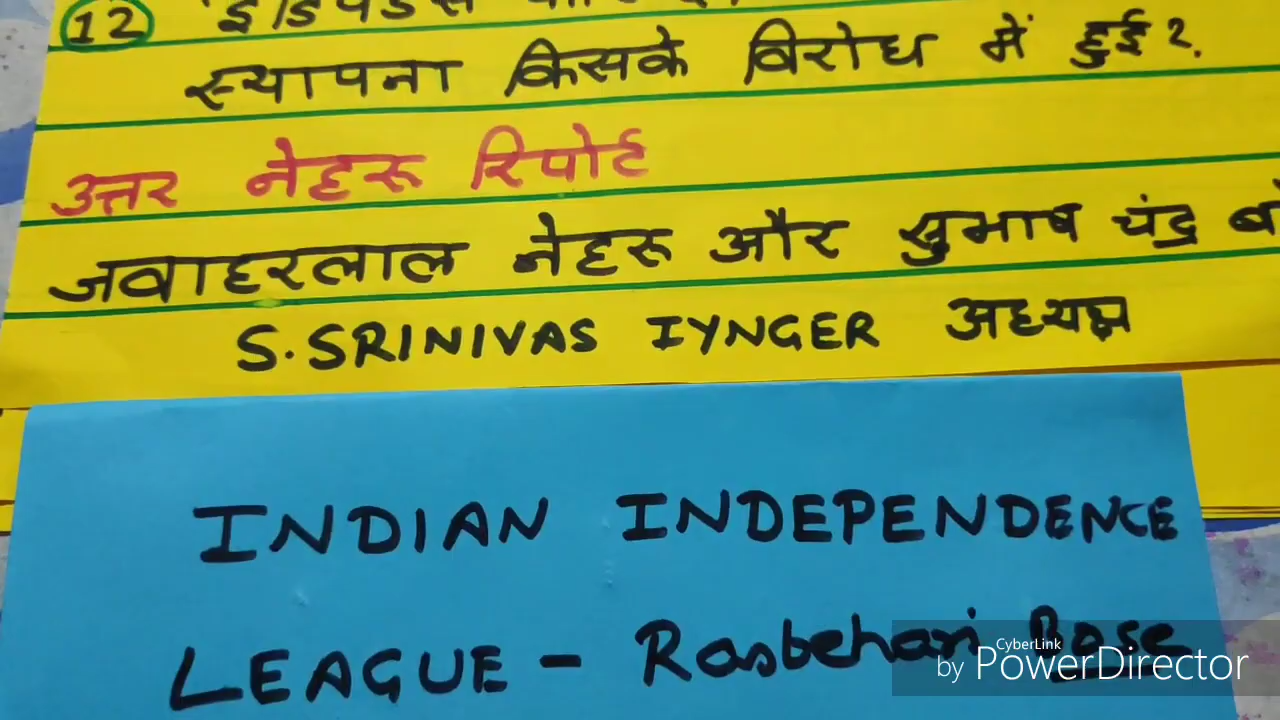 12
स्थापना किसके विरोध में हुई?
उत्तर नेहरू रिपोर्ट
जवाहरलाल नेहरू और सुभाष चंद्र
S. SRINIVAS IYNGER अध्यक्ष
INDIAN INDEPENDENCE
LEAGUE - Rasbehari Bose
CyberLink
by PowerDirector